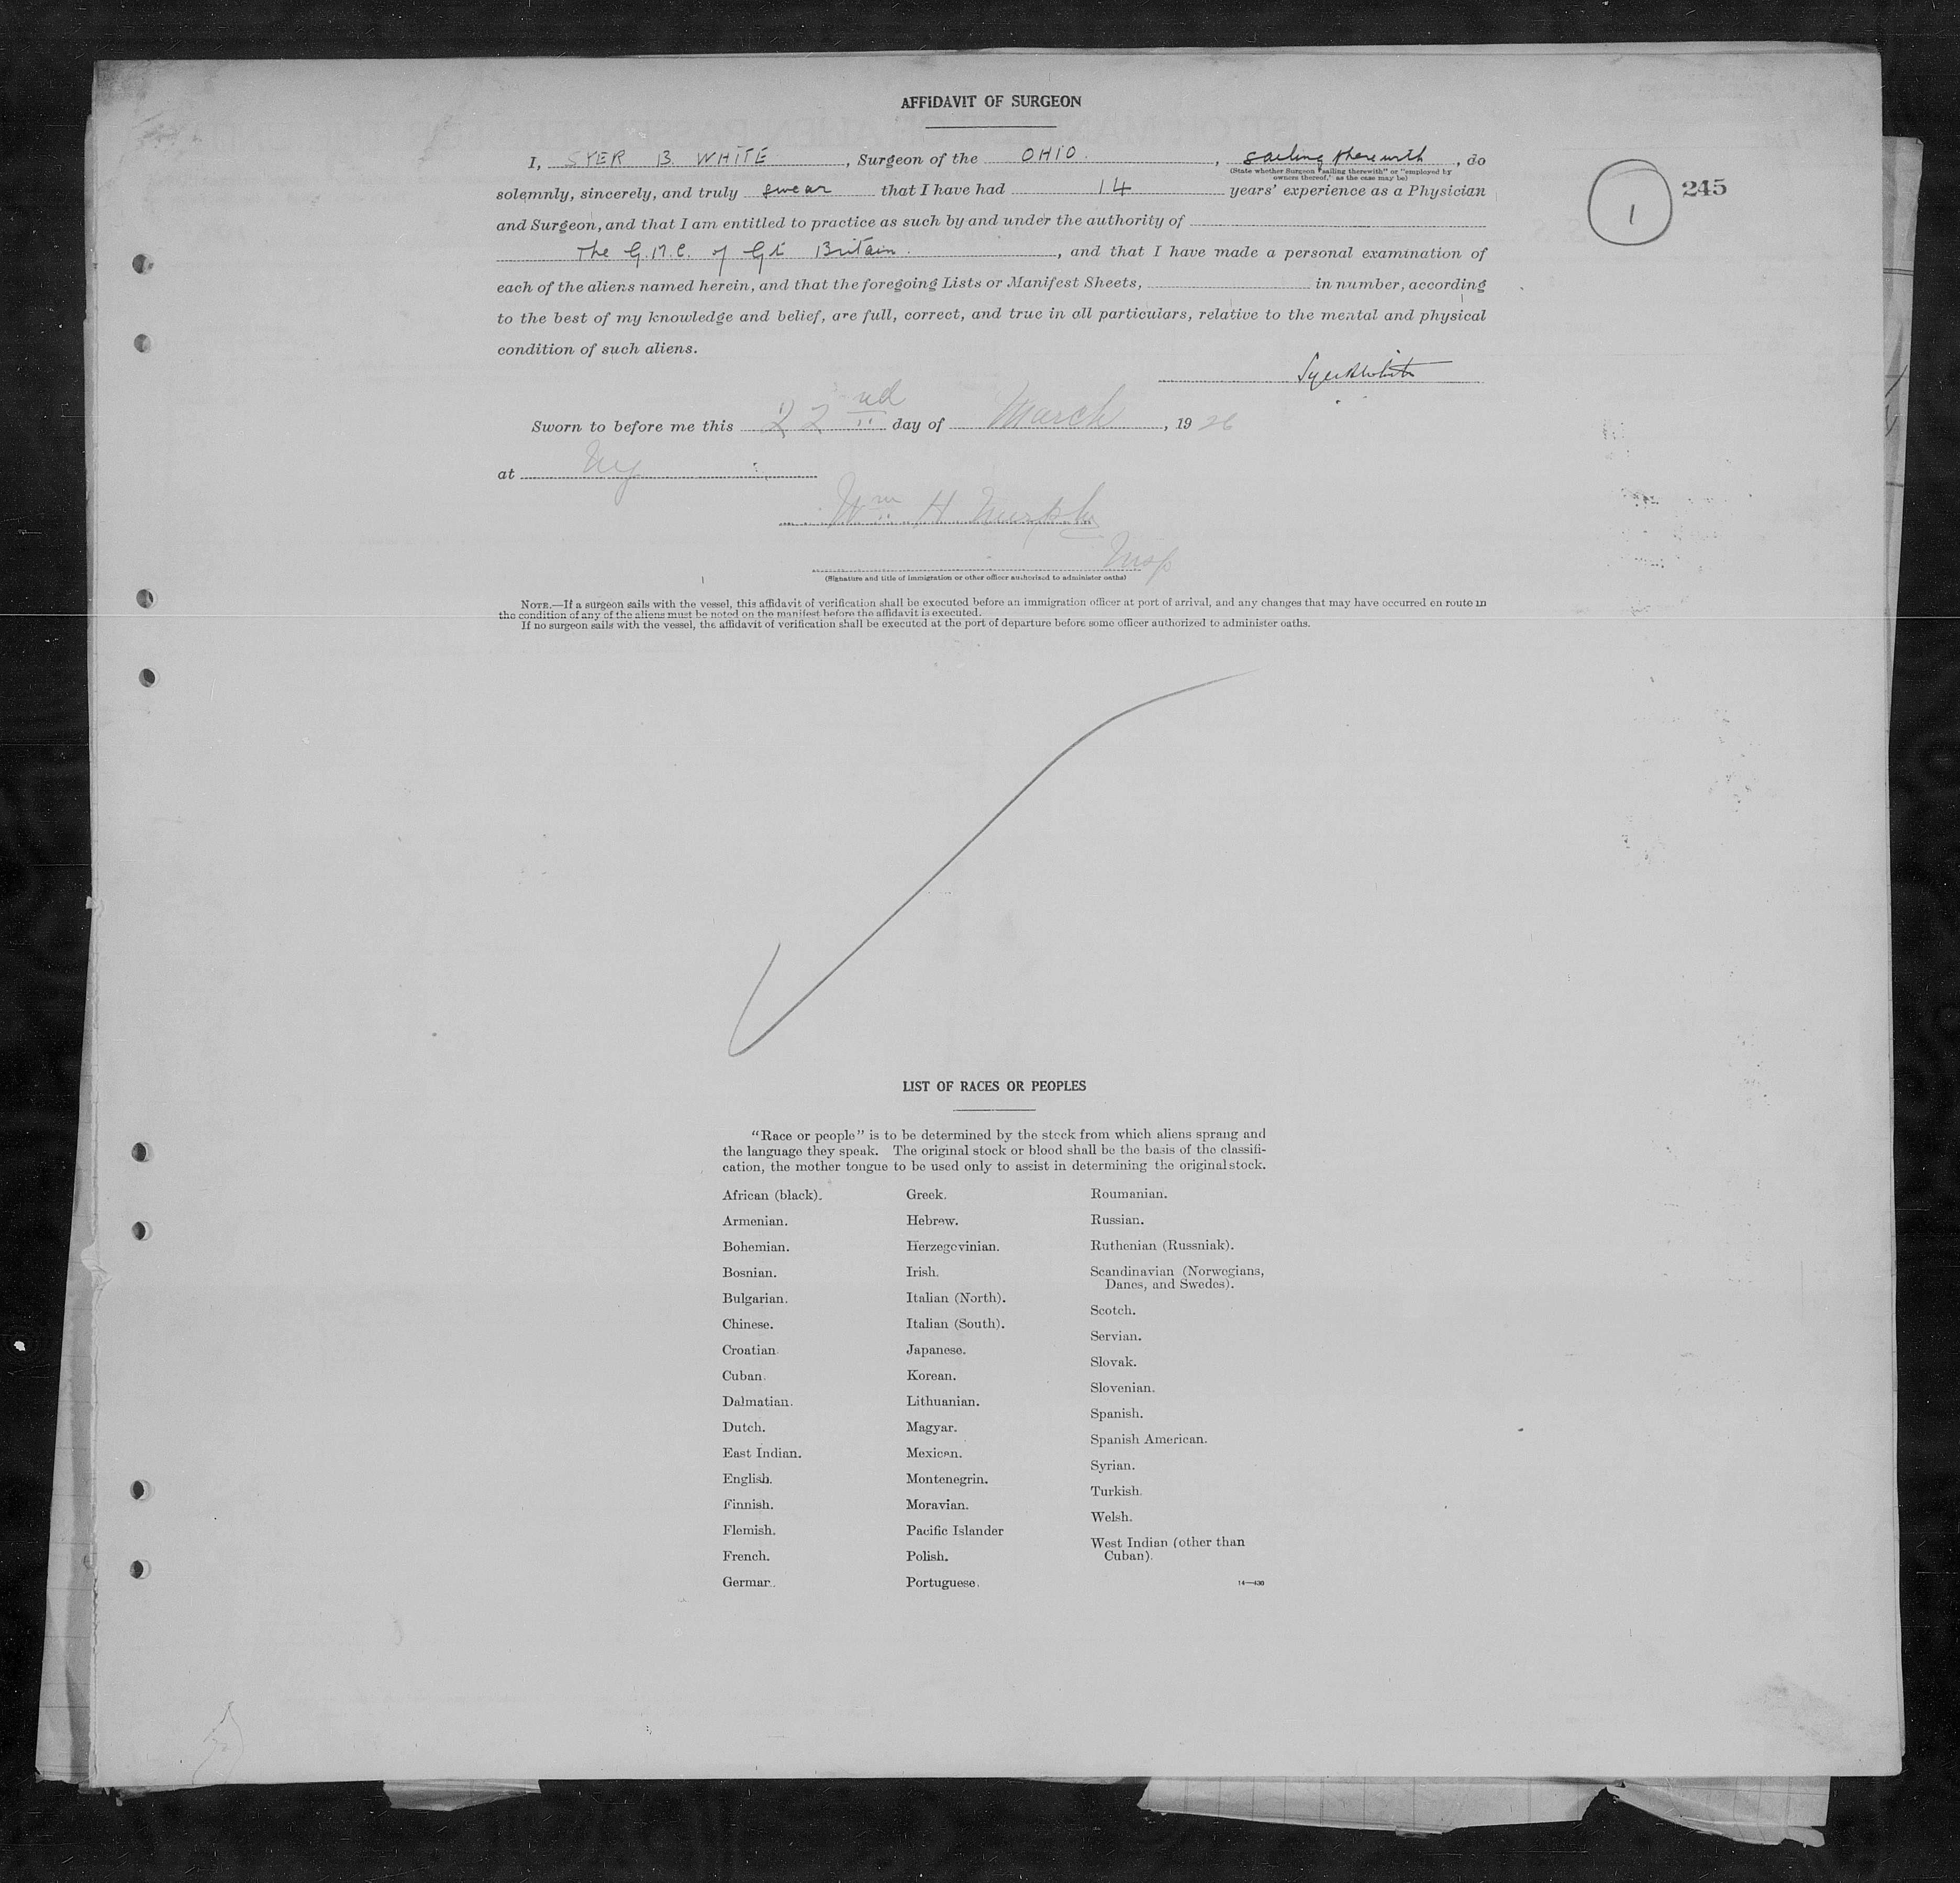 AFFIDAVIT OF SURGEON
I, SYER B. WHITE, Surgeon of the OHIO., sailing therewith, do
(State whether Surgeon "sailing therewith" or "employed by
owners thereof," as the case may be)
solemnly, sincerely, and truly swear that I have had 14 years' experience as a Physician
1
245
and Surgeon, and that I am entitled to practice as such by and under the authority of
The G.M.C. of Gt Britain., and that I have made a personal examination of
each of the aliens named herein, and that the foregoing Lists or Manifest Sheets, in number, according
to the best of my knowledge and belief, are full, correct, and true in all particulars, relative to the mental and physical
condition of such aliens.
Syer B White
Sworn to before me this 22nd day of March, 1926
at NY
Wm H Murphy
Insp
(Signature and title of immigration or other officer authorized to administer oaths)
NOTE.—If a surgeon sails with the vessel, this affidavit of verification shall be executed before an immigration officer at port of arrival, and any changes that may have occurred en route in
the condition of any of the aliens must be noted on the manifest before the affidavit is executed.
If no surgeon sails with the vessel, the affidavit of verification shall be executed at the port of departure before some officer authorized to administer oaths.
LIST OF RACES OR PEOPLES
"Race or people" is to be determined by the stock from which aliens sprang and
the language they speak. The original stock or blood shall be the basis of the classifi-
cation, the mother tongue to be used only to assist in determining the original stock.
African (black).
Armenian.
Bohemian.
Bosnian.
Bulgarian.
Chinese.
Croatian.
Cuban.
Dalmatian.
Dutch.
East Indian.
English.
Finnish.
Flemish.
French.
German.
Greek.
Hebrew.
Herzegovinian.
Irish.
Italian (North).
Italian (South).
Japanese.
Korean.
Lithuanian.
Magyar.
Mexican.
Montenegrin.
Moravian.
Pacific Islander
Polish.
Portuguese.
Roumanian.
Russian.
Ruthenian (Russniak).
Scandinavian (Norwegians,
Danes, and Swedes).
Scotch.
Servian.
Slovak.
Slovenian.
Spanish.
Spanish American.
Syrian.
Turkish.
Welsh.
West Indian (other than
Cuban).
14—430